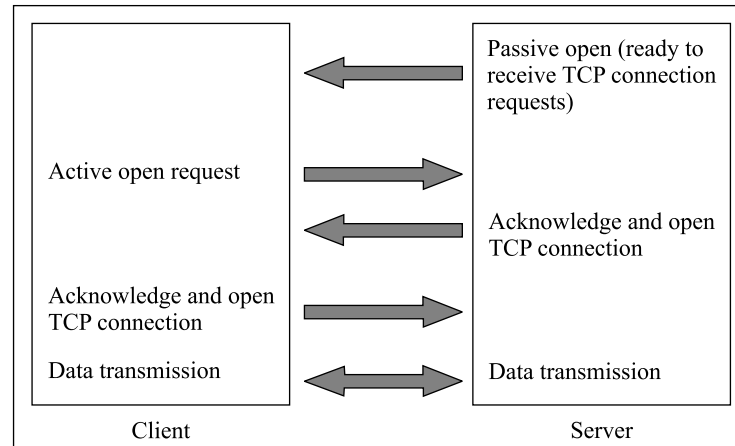 Passive open (ready to
receive TCP connection
requests)
Active open request
Acknowledge and open
TCP connection
Acknowledge and open
TCP connection
Data transmission
Data transmission
Client
Server